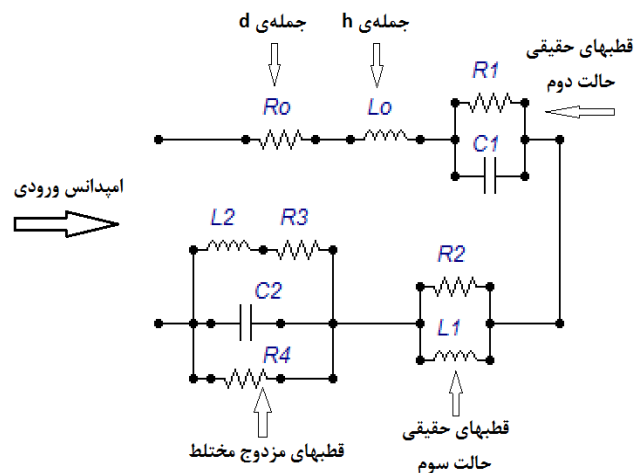 جمله‌ی d
جمله‌ی h
قطبهای حقیقی
حالت دوم
R1
Ro
Lo
C1
امپدانس ورودی
L2
R3
R2
C2
L1
R4
قطبهای مزدوج مختلط
قطبهای حقیقی
حالت سوم